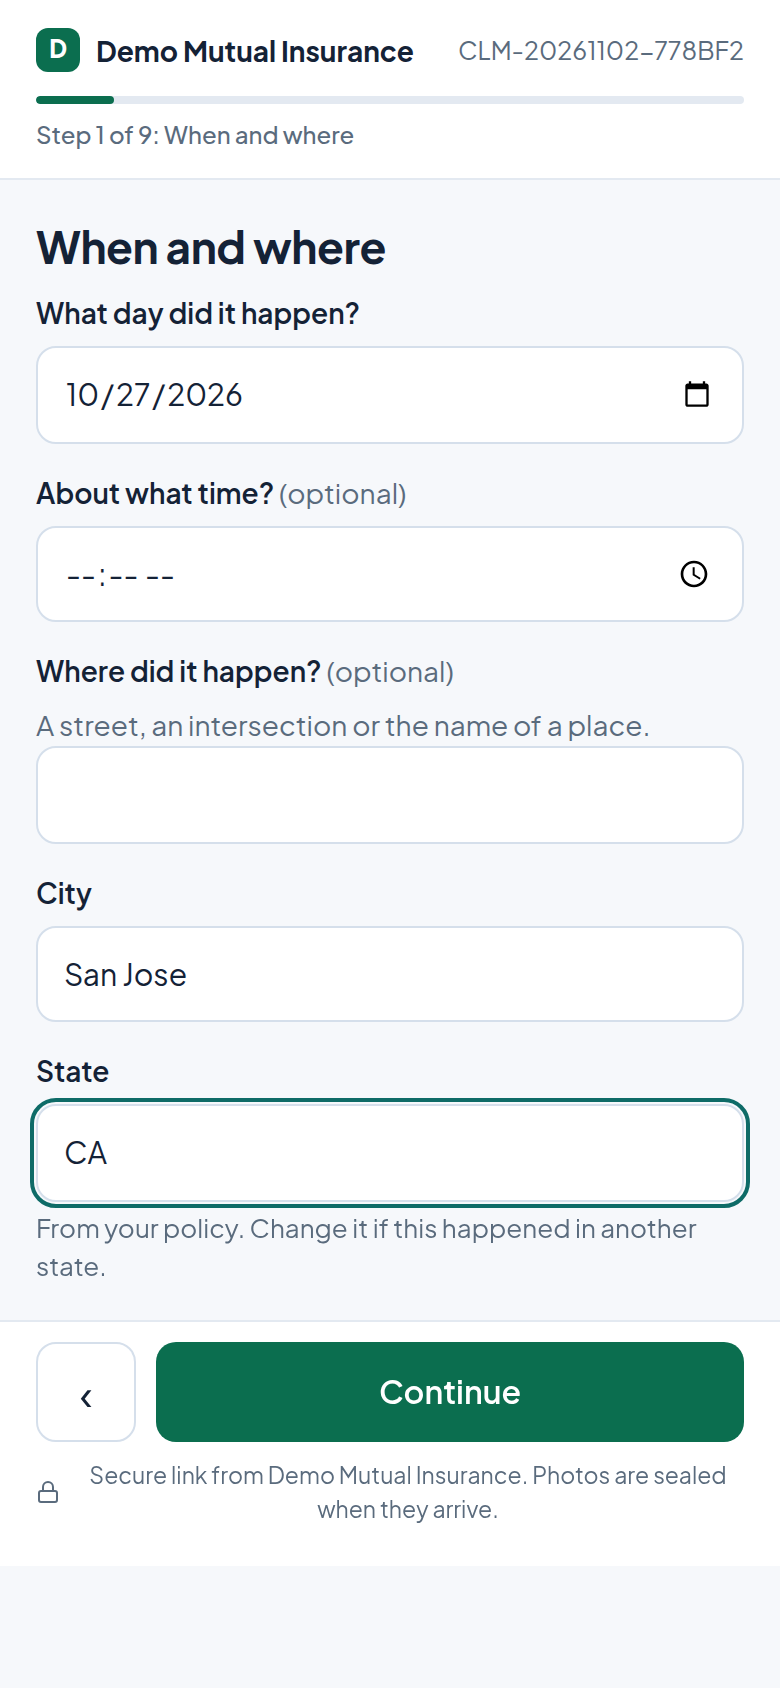 D
Demo Mutual Insurance
CLM-20261102-778BF2
Step 1 of 9: When and where
When and where
What day did it happen?
10/27/2026
About what time? (optional)
--:-- --
Where did it happen? (optional)
A street, an intersection or the name of a place.
City
San Jose
State
CA
From your policy. Change it if this happened in another
state.
‹
Continue
Secure link from Demo Mutual Insurance. Photos are sealed
when they arrive.